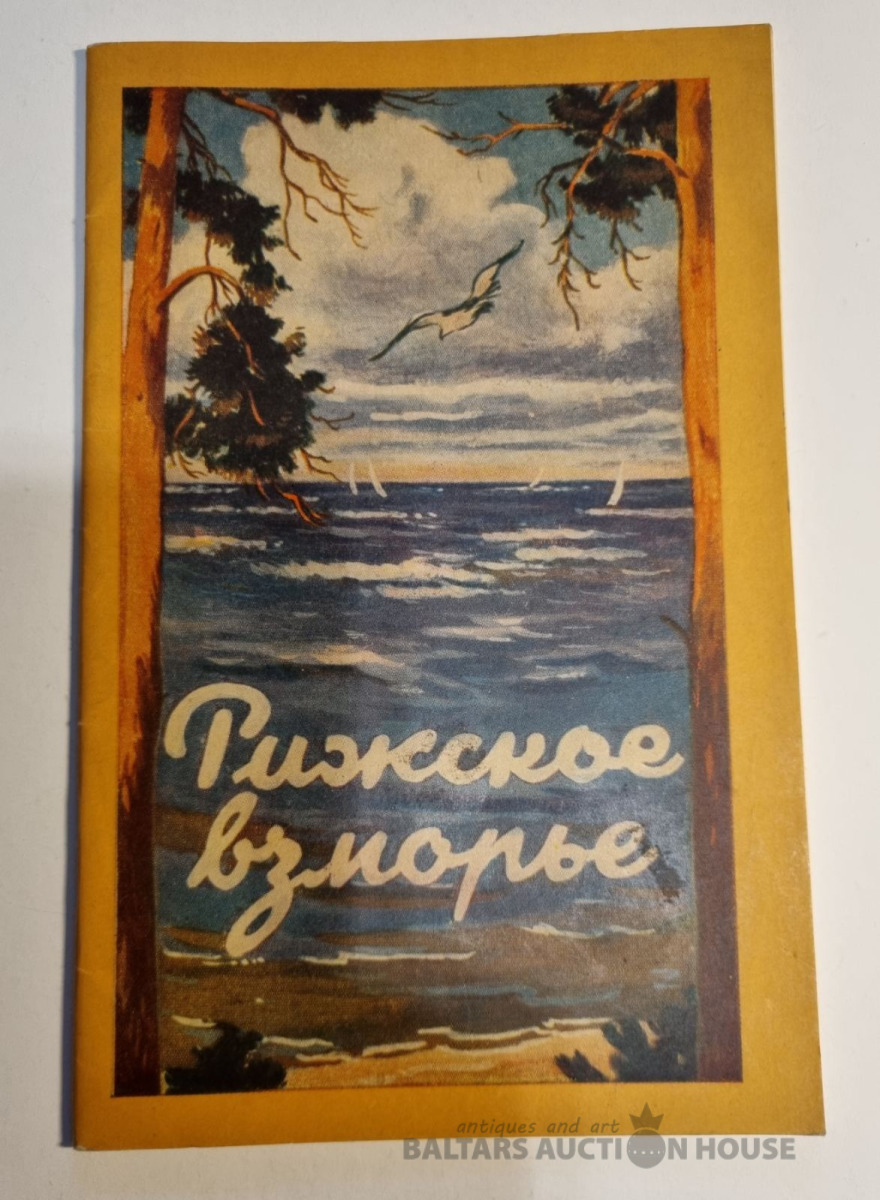 Рижское
взморье
antiques and art
BALTARS AUCTION HOUSE